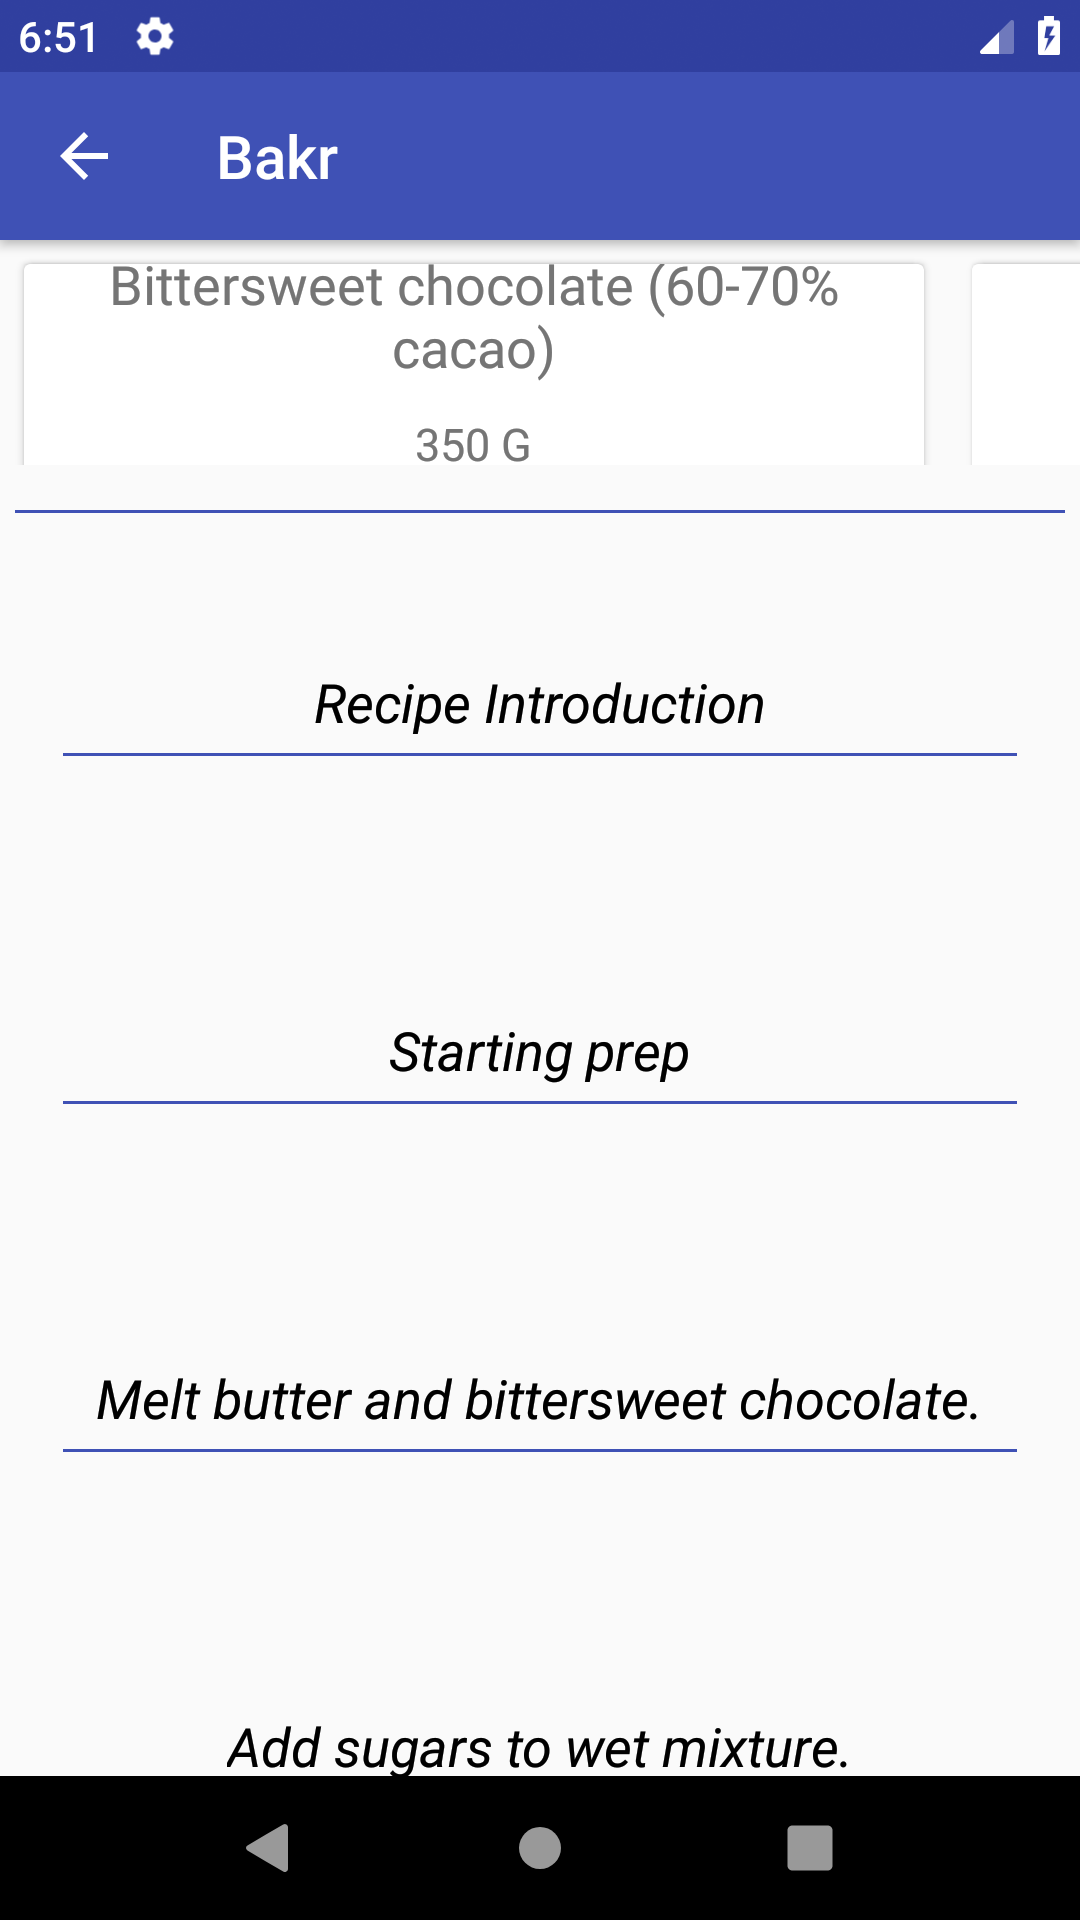 6:51
Bakr
Bittersweet chocolate (60-70%
cacao)
350 G
Recipe Introduction
Starting prep
Melt butter and bittersweet chocolate.
Add sugars to wet mixture.